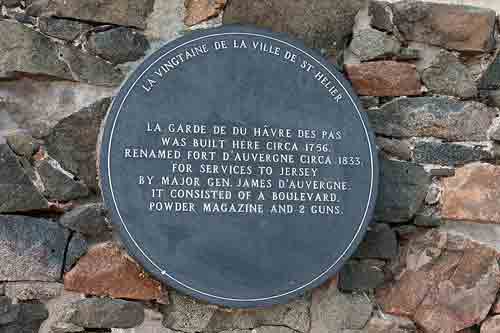 LA VINGTAINE DE LA VILLE DE ST HELIER
LA GARDE DE DU HÂVRE DES PAS
WAS BUILT HERE CIRCA 1756.
RENAMED FORT D'AUVERGNE CIRCA 1833.
FOR SERVICES TO JERSEY
BY MAJOR GEN. JAMES D'AUVERGNE.
IT CONSISTED OF A BOULEVARD,
POWDER MAGAZINE AND 2 GUNS.